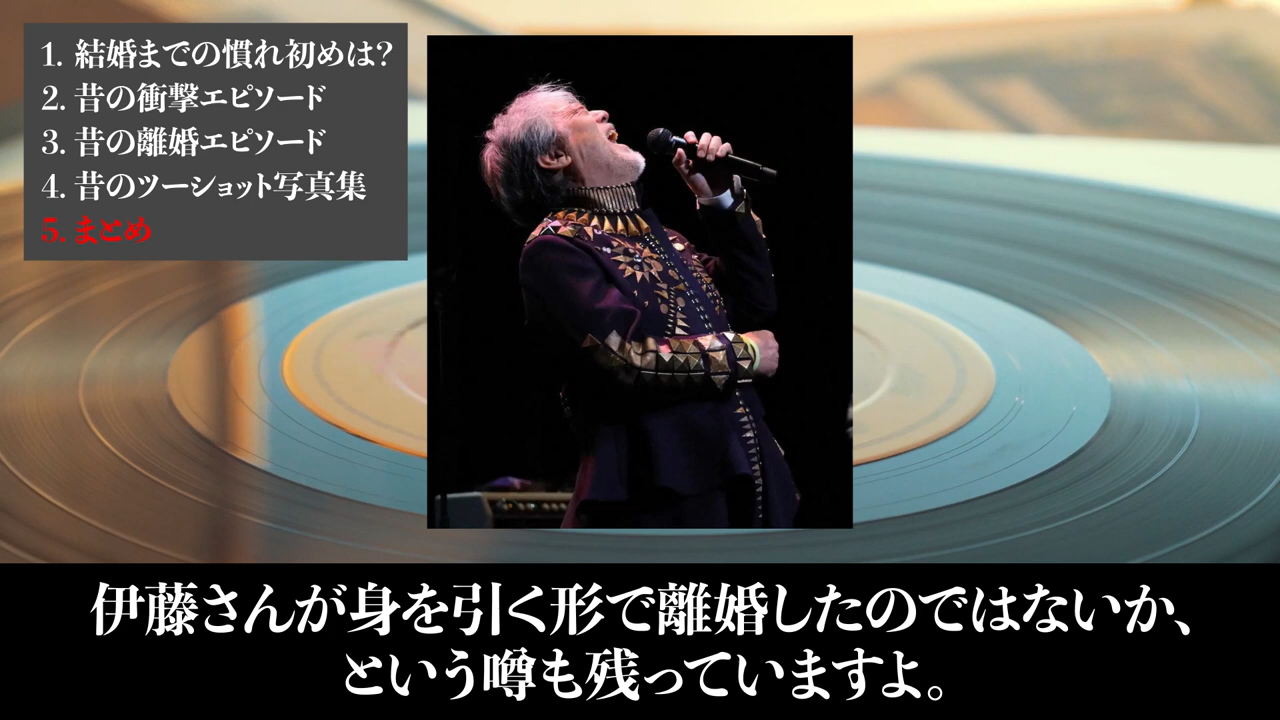 1. 結婚までの慣れ初めは?
2. 昔の衝撃エピソード
3. 昔の離婚エピソード
4. 昔のツーショット写真集
5. まとめ
伊藤さんが身を引く形で離婚したのではないか、
という噂も残っていますよ。